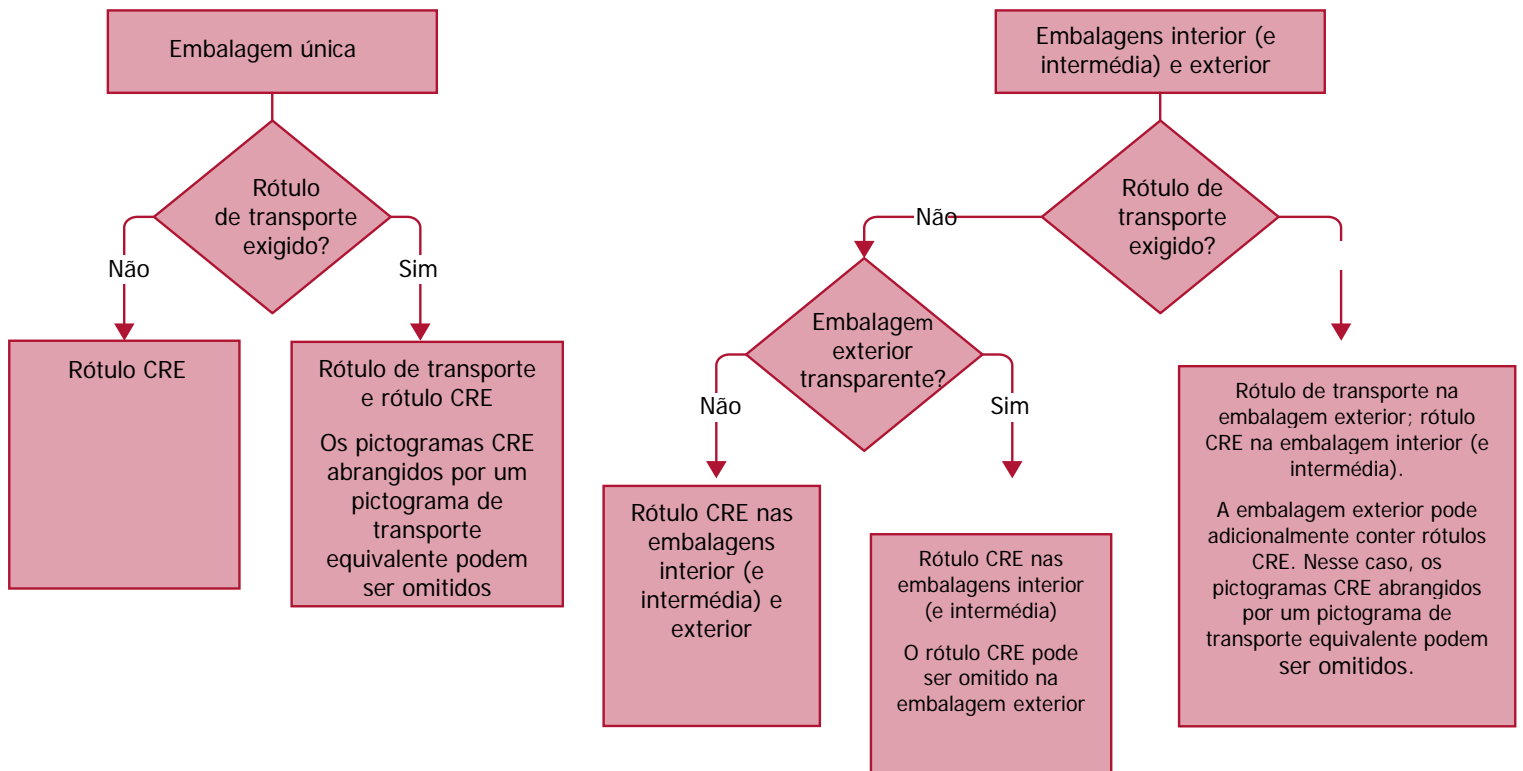 Embalagem única
Rótulo
de transporte
exigido?
Não
Sim
Rótulo CRE
Rótulo de transporte
e rótulo CRE
Os pictogramas CRE
abrangidos por um
pictograma de
transporte
equivalente podem
ser omitidos
Embalagens interior (e
intermédia) e exterior
Rótulo de
transporte
exigido?
Não
Embalagem
exterior
transparente?
Não
Sim
Rótulo CRE nas
embalagens
interior (e
intermédia) e
exterior
Rótulo CRE nas
embalagens interior
(e intermédia)
O rótulo CRE pode
ser omitido na
embalagem exterior
Rótulo de transporte na
embalagem exterior; rótulo
CRE na embalagem interior (e
intermédia).
A embalagem exterior pode
adicionalmente conter rótulos
CRE. Nesse caso, os
pictogramas CRE abrangidos
por um pictograma de
transporte equivalente podem
ser omitidos.